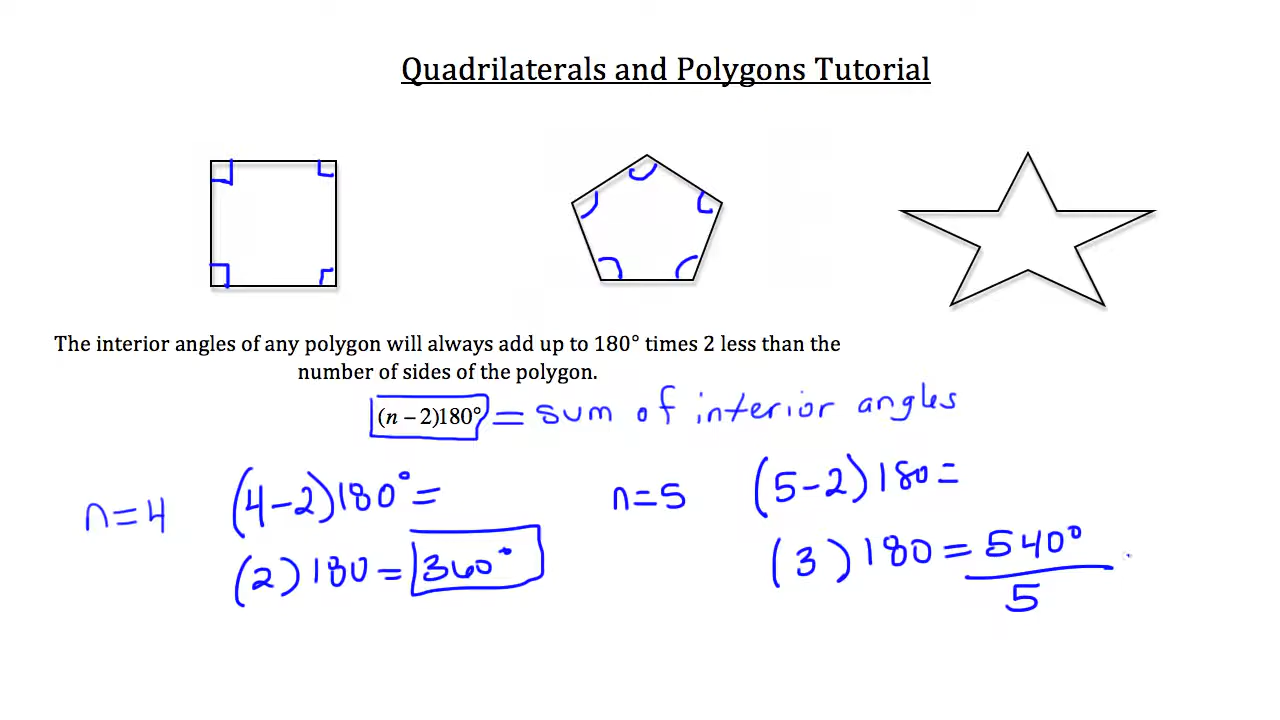 Quadrilaterals and Polygons Tutorial
The interior angles of any polygon will always add up to 180° times 2 less than the
number of sides of the polygon.
(n – 2)180° = sum of interior angles
n=4 (4-2)180°=
(2)180=360°
n=5 (5-2)180=
(3)180=540°
5